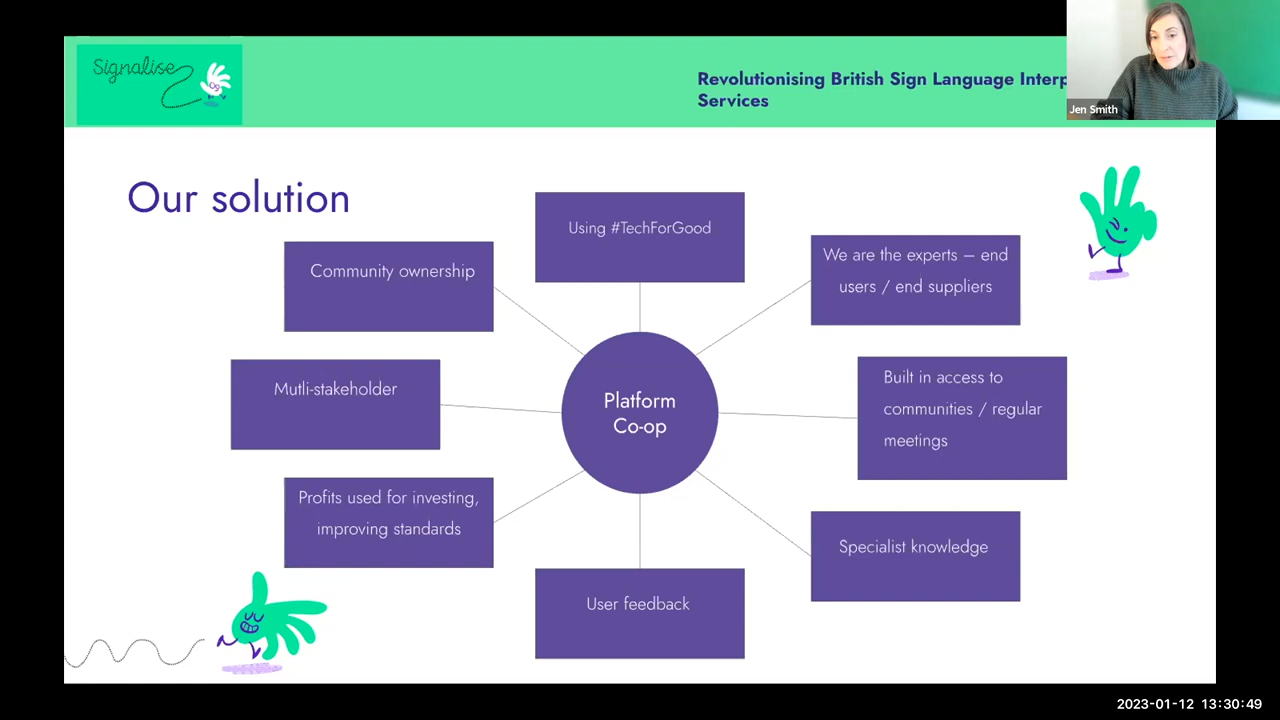 Signalise
Revolutionising British Sign Language Interp
Services
Jen Smith
Our solution
Using #TechForGood
Community ownership
We are the experts – end
users / end suppliers
Mutli-stakeholder
Platform
Co-op
Built in access to
communities / regular
meetings
Profits used for investing,
improving standards
Specialist knowledge
User feedback
2023-01-12 13:30:49